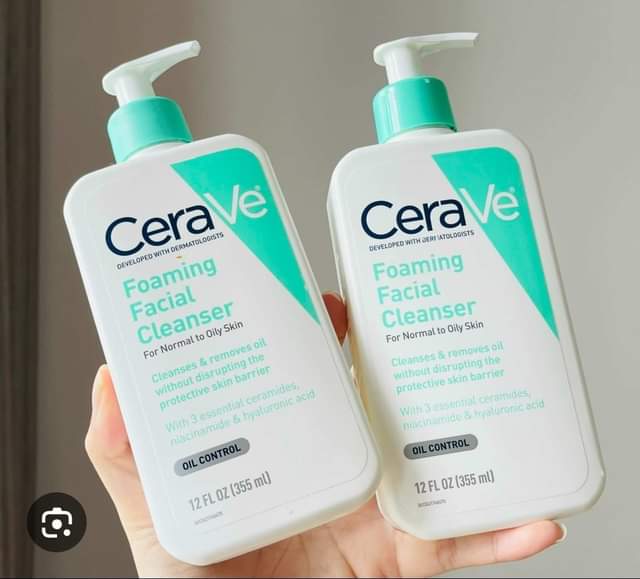 CeraVe®
DEVELOPED WITH DERMATOLOGISTS
Foaming
Facial
Cleanser
For Normal to Oily Skin
Cleanses & removes oil
without disrupting the
protective skin barrier
With 3 essential ceramides,
niacinamide & hyaluronic acid
OIL CONTROL
12 FL OZ (355 ml)
CeraVe®
DEVELOPED WITH DERMATOLOGISTS
Foaming
Facial
Cleanser
For Normal to Oily Skin
Cleanses & removes oil
without disrupting the
protective skin barrier
With 3 essential ceramides,
niacinamide & hyaluronic acid
OIL CONTROL
12 FL OZ (355 ml)